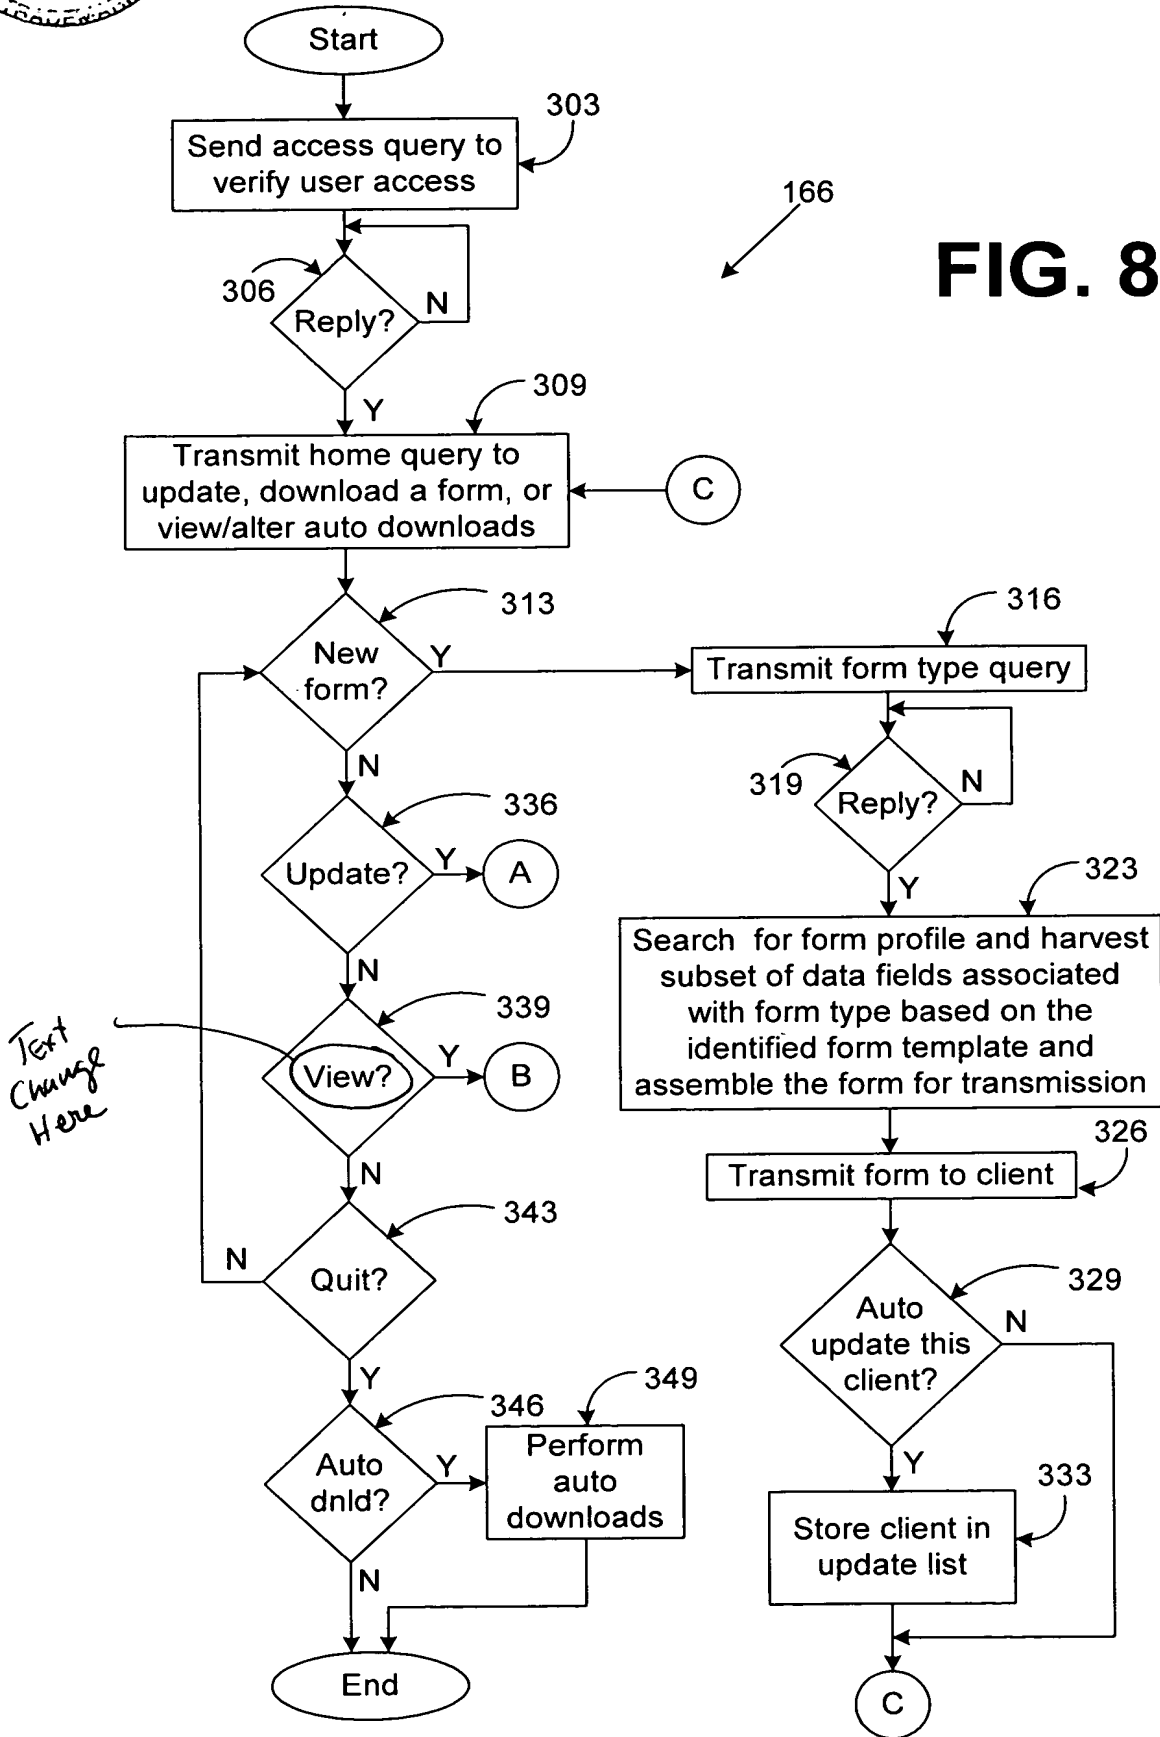 Start
303
Send access query to
verify user access
166
FIG. 8
306
Reply?
N
Y
309
Transmit home query to
update, download a form, or
view/alter auto downloads
C
313
New
form?
Y
N
316
Transmit form type query
319
Reply?
N
Y
336
Update?
Y
A
N
323
Search for form profile and harvest
subset of data fields associated
with form type based on the
identified form template and
assemble the form for transmission
339
View?
Y
B
N
Text
Change
Here
326
Transmit form to client
343
Quit?
N
Y
329
Auto
update this
client?
N
Y
346
Auto
dnld?
Y
N
349
Perform
auto
downloads
333
Store client in
update list
End
C